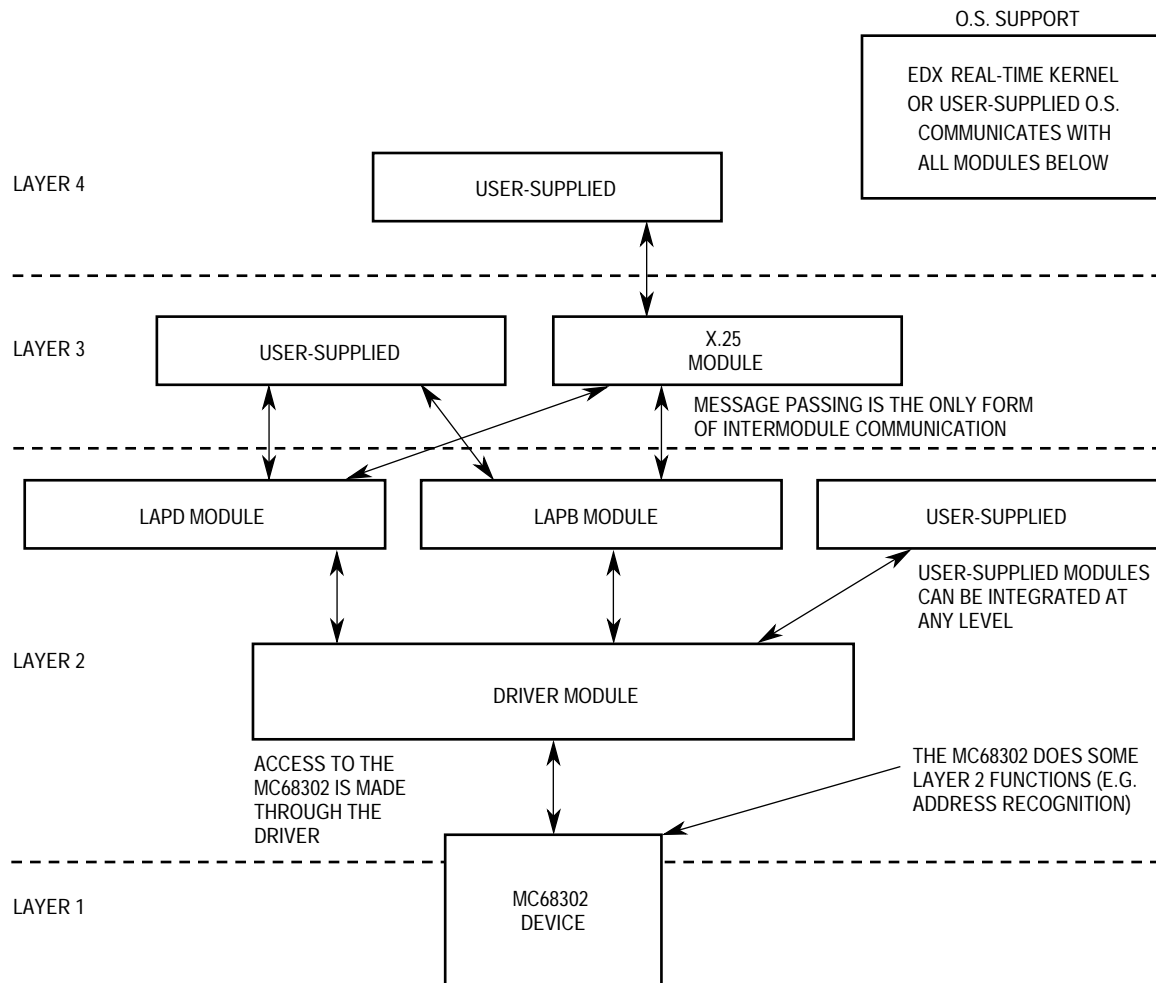 O.S. SUPPORT
EDX REAL-TIME KERNEL
OR USER-SUPPLIED O.S.
COMMUNICATES WITH
ALL MODULES BELOW
LAYER 4
USER-SUPPLIED
LAYER 3
USER-SUPPLIED
X.25
MODULE
MESSAGE PASSING IS THE ONLY FORM
OF INTERMODULE COMMUNICATION
LAPD MODULE
LAPB MODULE
USER-SUPPLIED
USER-SUPPLIED MODULES
CAN BE INTEGRATED AT
ANY LEVEL
LAYER 2
DRIVER MODULE
ACCESS TO THE
MC68302 IS MADE
THROUGH THE
DRIVER
THE MC68302 DOES SOME
LAYER 2 FUNCTIONS (E.G.
ADDRESS RECOGNITION)
LAYER 1
MC68302
DEVICE